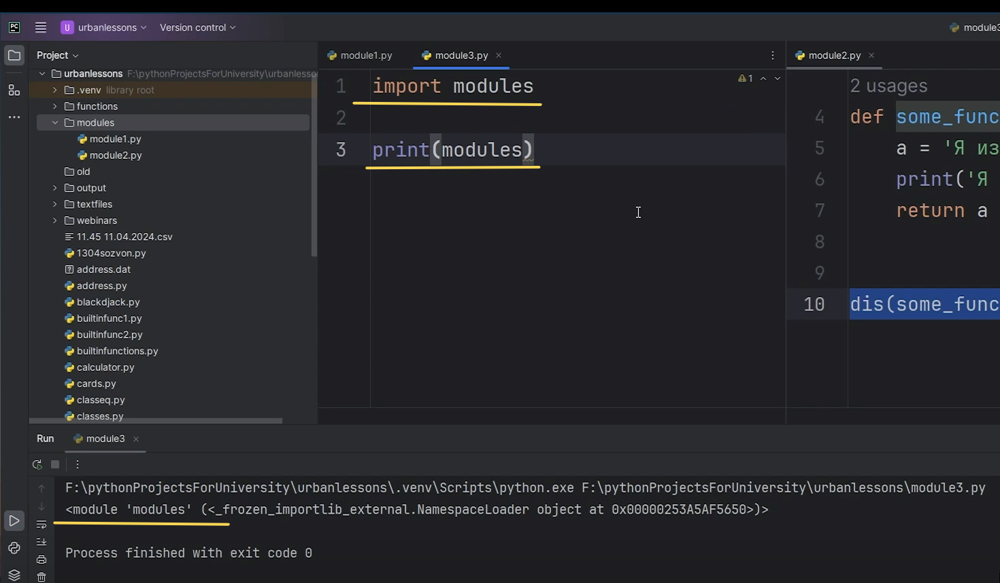 PC
U urbanlessons Version control
module3
Project
module1.py module3.py module2.py
urbanlessons F:\pythonProjectsForUniversity\urbanlesso
.venv library root
functions
modules
module1.py
module2.py
old
output
textfiles
webinars
11.45 11.04.2024.csv
1304sozvon.py
address.dat
address.py
blackdjack.py
builtinfunc1.py
builtinfunc2.py
builtinfunctions.py
calculator.py
cards.py
classeq.py
classes.py
1 import modules
2
3 print(modules)
1
2 usages
4 def some_func
5 a = 'Я из
6 print('Я
7 return a
8
9
10 dis(some_func
Run module3
F:\pythonProjectsForUniversity\urbanlessons\.venv\Scripts\python.exe F:\pythonProjectsForUniversity\urbanlessons\module3.py
<module 'modules' (<_frozen_importlib_external.NamespaceLoader object at 0x00000253A5AF5650>)>
Process finished with exit code 0